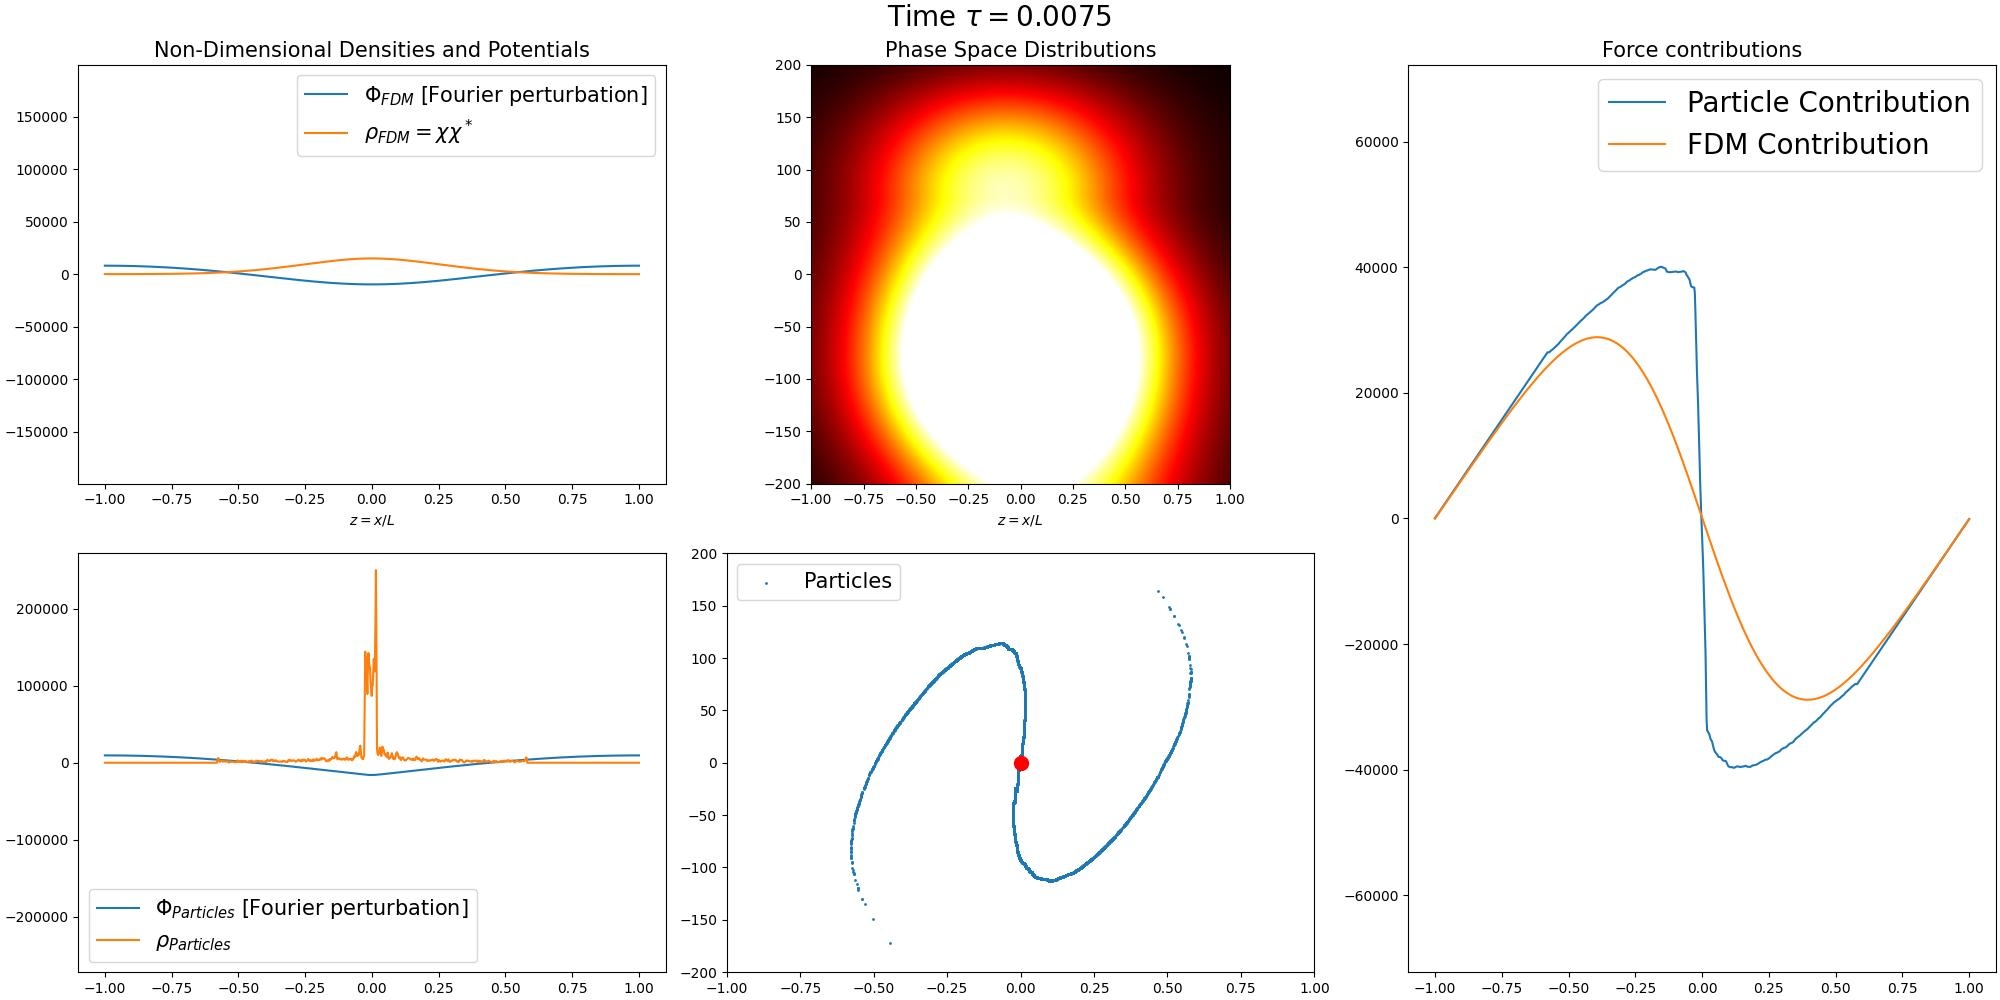 Time τ = 0.0075
Non-Dimensional Densities and Potentials
Φ_FDM [Fourier perturbation]
ρ_FDM = χχ*
150000
100000
50000
0
−50000
−100000
−150000
−1.00 −0.75 −0.50 −0.25 0.00 0.25 0.50 0.75 1.00
z = x/L
Phase Space Distributions
200
150
100
50
0
−50
−100
−150
−200
−1.00 −0.75 −0.50 −0.25 0.00 0.25 0.50 0.75 1.00
z = x/L
Force contributions
Particle Contribution
FDM Contribution
60000
40000
20000
0
−20000
−40000
−60000
−1.00 −0.75 −0.50 −0.25 0.00 0.25 0.50 0.75 1.00
200000
100000
0
−100000
−200000
Φ_Particles [Fourier perturbation]
ρ_Particles
−1.00 −0.75 −0.50 −0.25 0.00 0.25 0.50 0.75 1.00
Particles
200
150
100
50
0
−50
−100
−150
−200
−1.00 −0.75 −0.50 −0.25 0.00 0.25 0.50 0.75 1.00